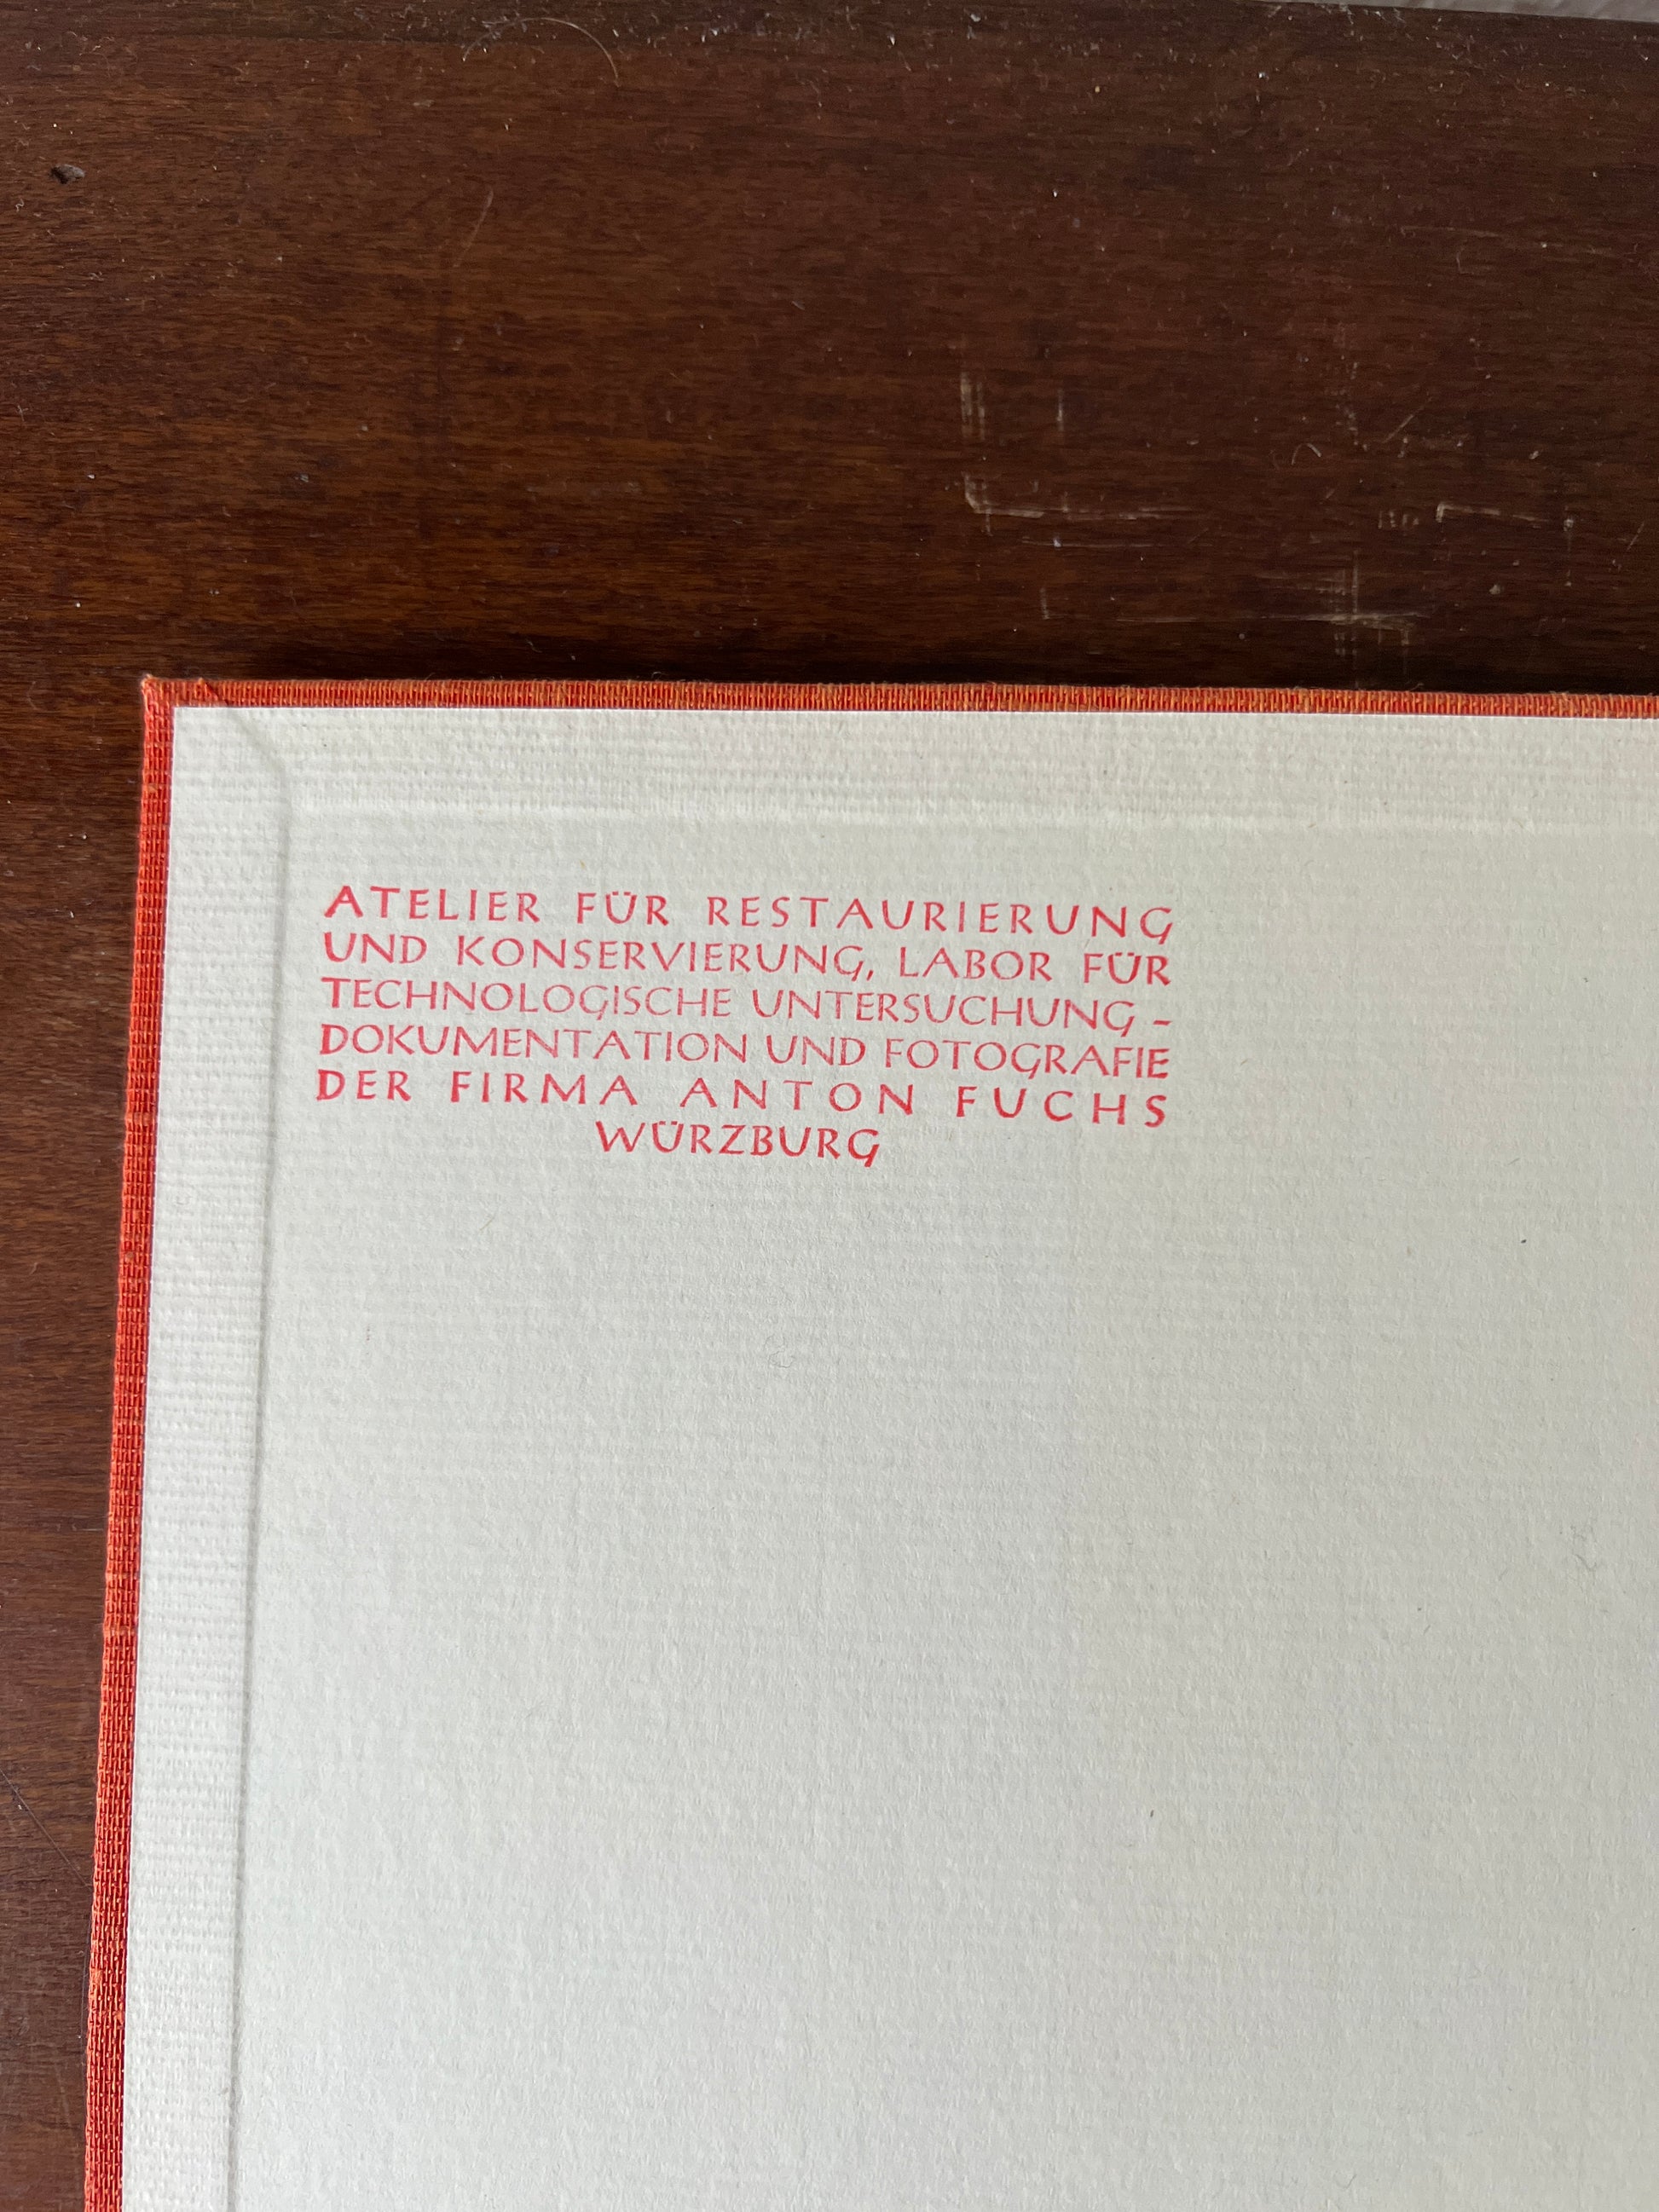 ATELIER FÜR RESTAURIERUNG
UND KONSERVIERUNG, LABOR FÜR
TECHNOLOGISCHE UNTERSUCHUNG –
DOKUMENTATION UND FOTOGRAFIE
DER FIRMA ANTON FUCHS
WÜRZBURG